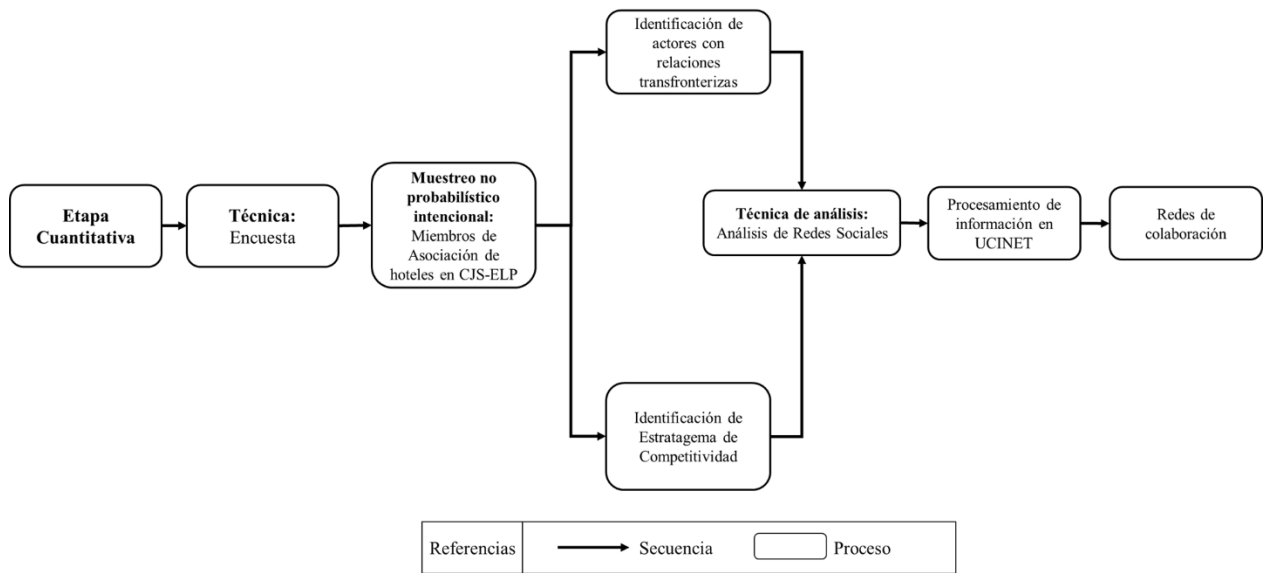 Etapa
Cuantitativa
Técnica:
Encuesta
Muestreo no
probabilístico
intencional:
Miembros de
Asociación de
hoteles en CJS-ELP
Identificación de
actores con
relaciones
transfronterizas
Identificación de
Estratagema de
Competitividad
Técnica de análisis:
Análisis de Redes Sociales
Procesamiento de
información en
UCINET
Redes de
colaboración
Referencias
Secuencia
Proceso